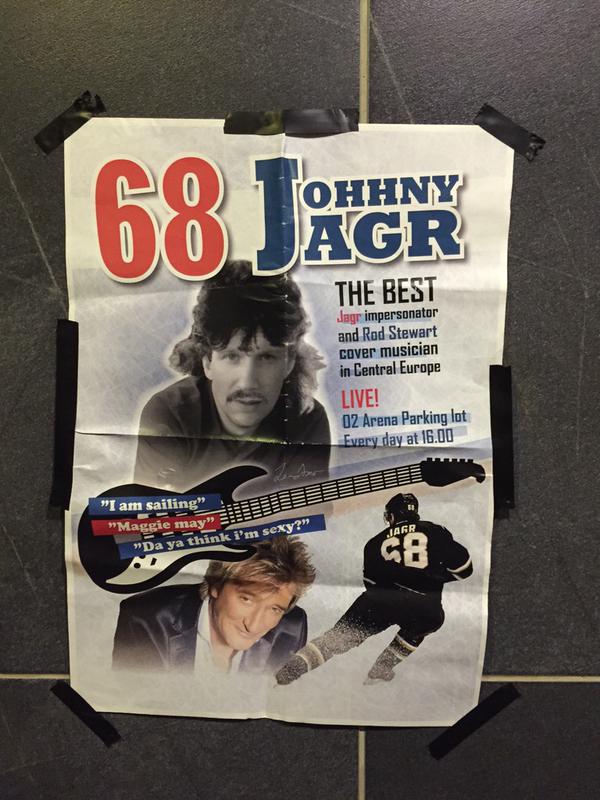 68 JOHHNY
JAGR
THE BEST
Jagr impersonator
and Rod Stewart
cover musician
in Central Europe
LIVE!
O2 Arena Parking lot
Every day at 16.00
"I am sailing"
"Maggie may"
"Da ya think i'm sexy?"
68
JAGR
68